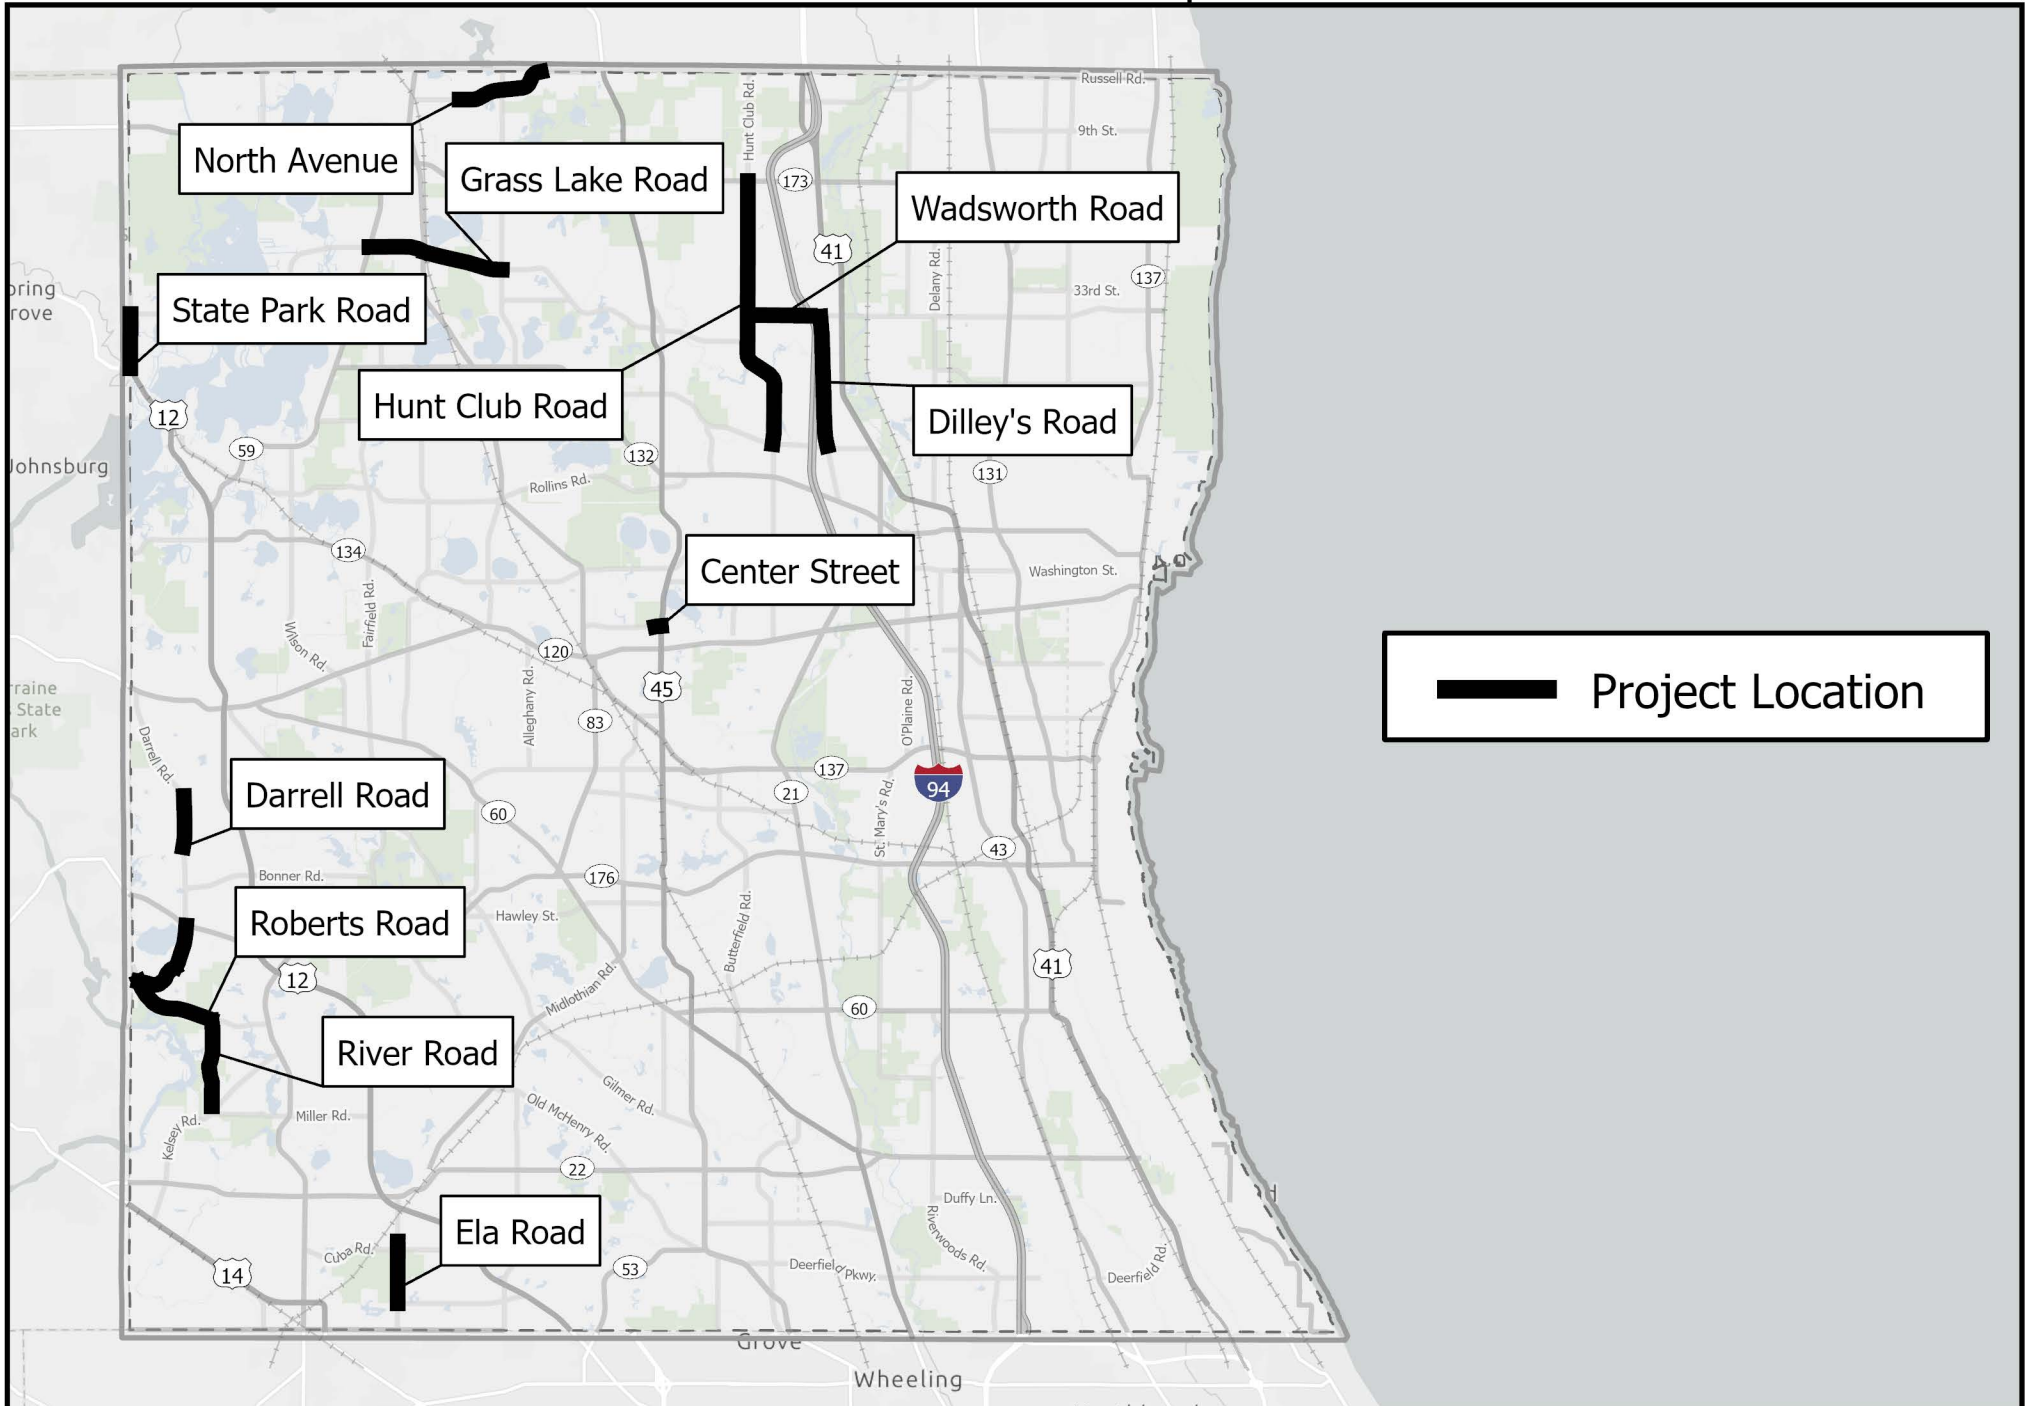 Russell Rd.
Hunt Club Rd.
9th St.
North Avenue
Grass Lake Road
173
Wadsworth Road
41
Delany Rd.
137
33rd St.
State Park Road
Hunt Club Road
Dilley's Road
12
59
132
131
Johnsburg
Rollins Rd.
134
Center Street
Washington St.
Fairfield Rd.
Wilson Rd.
120
Alleghany Rd.
45
83
O'Plaine Rd.
Project Location
State
Darrell Rd.
137
21
94
Darrell Road
60
St. Mary's Rd.
43
Bonner Rd.
176
Roberts Road
Hawley St.
Butterfield Rd.
12
41
Midlothian Rd.
60
River Road
Gilmer Rd.
Old McHenry Rd.
Miller Rd.
Kelsey Rd.
22
Duffy Ln.
Riverwoods Rd.
Ela Road
Cuba Rd.
14
53
Deerfield Pkwy.
Deerfield Rd.
Grove
Wheeling